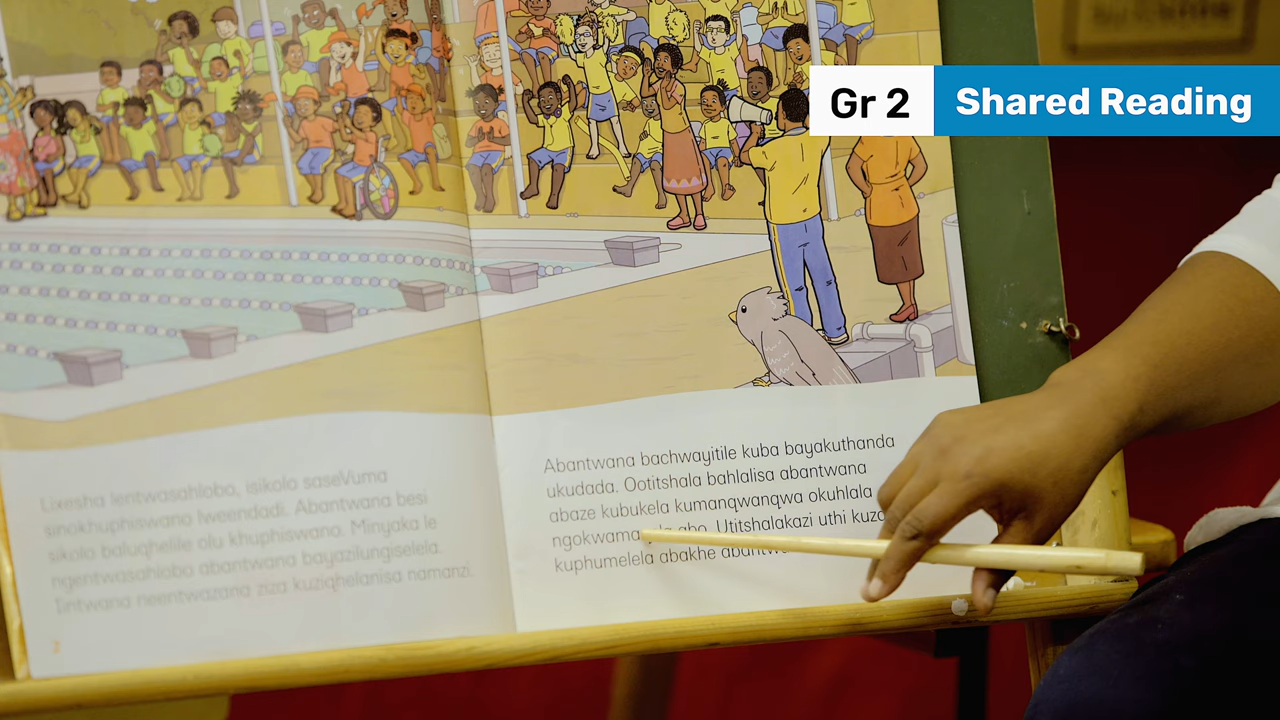 Gr 2
Shared Reading
Lixesha lentwasahlobo, isikolo saseVuma
sinokhuphiswano lweendadi. Abantwana besi
sikolo baluqhelile olu khuphiswano. Minyaka le
ngentwasahlobo abantwana bayazilungiselela.
Iintwana neentwazana ziza kuziqhelanisa namanzi.
2
Abantwana bachwayitile kuba bayakuthanda
ukudada. Ootitshala bahlalisa abantwana
abaze kubukela kumanqwanqwa okuhlala
Utitshalakazi uthi
kuphumelela abakhe